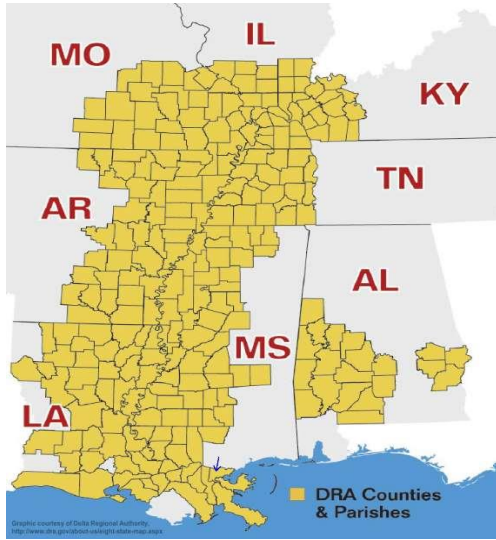 IL
MO
KY
TN
AR
AL
MS
LA
DRA Counties
& Parishes
Graphic courtesy of Delta Regional Authority,
http://www.dra.gov/about-us/eight-state-map.aspx